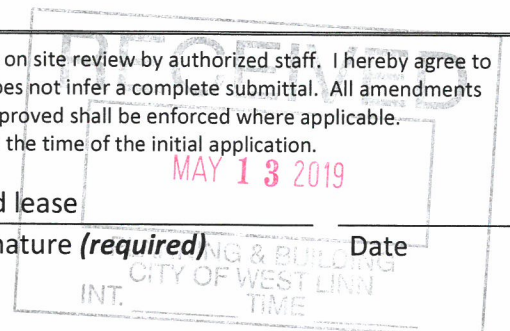 RECEIVED
on site review by authorized staff. I hereby agree to
oes not infer a complete submittal. All amendments
proved shall be enforced where applicable.
the time of the initial application.
MAY 13 2019
d lease
nature (required)
Date
PLANNING & BUILDING
CITY OF WEST LINN
INT. TIME